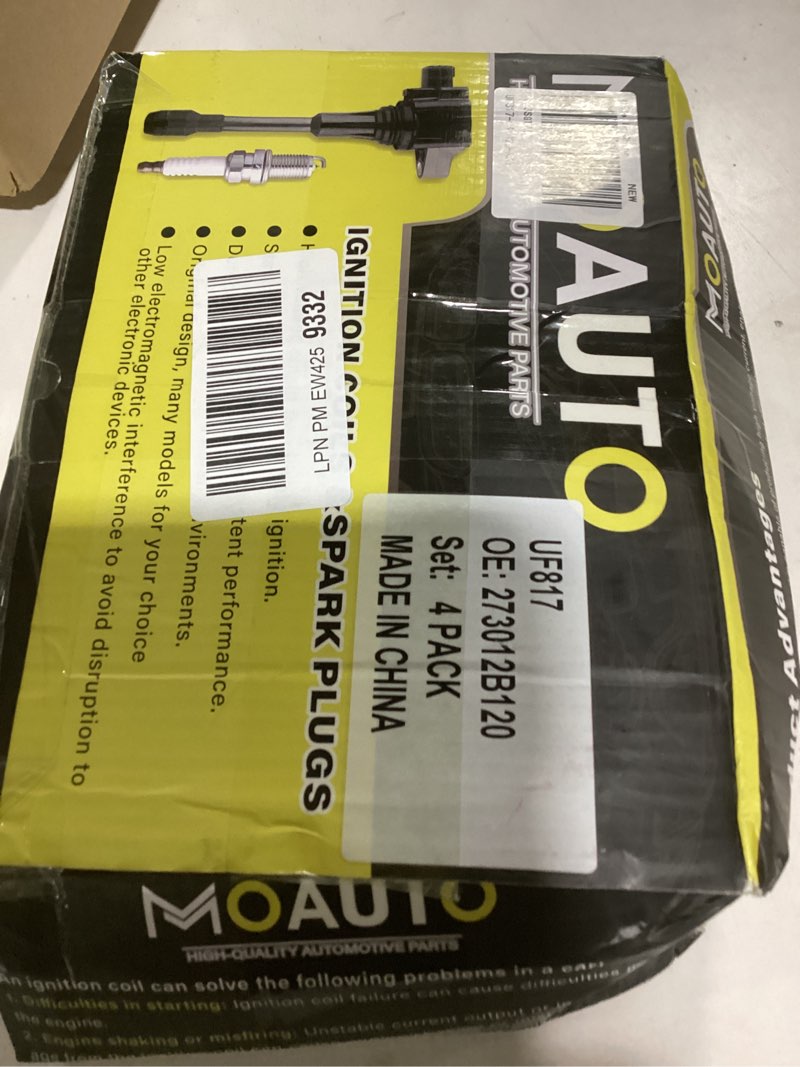 MOAUTO
UTOMOTIVE PARTS
NEW
IGNITION
SPARK PLUGS
ignition.
tent performance.
design, many models for your choice
vironments.
Low electromagnetic interference to avoid disruption to
other electronic devices.
LPN PM EW425 9332
UF817
OE: 273012B120
Set: 4 PACK
MADE IN CHINA
MOAUTO
Advantages
MOAUTO
HIGH-QUALITY AUTOMOTIVE PARTS
An ignition coil can solve the following problems in a car:
1. Difficulties in starting: Ignition coil failure can cause difficulties
the engine.
2. Engine shaking or misfiring: Unstable current output